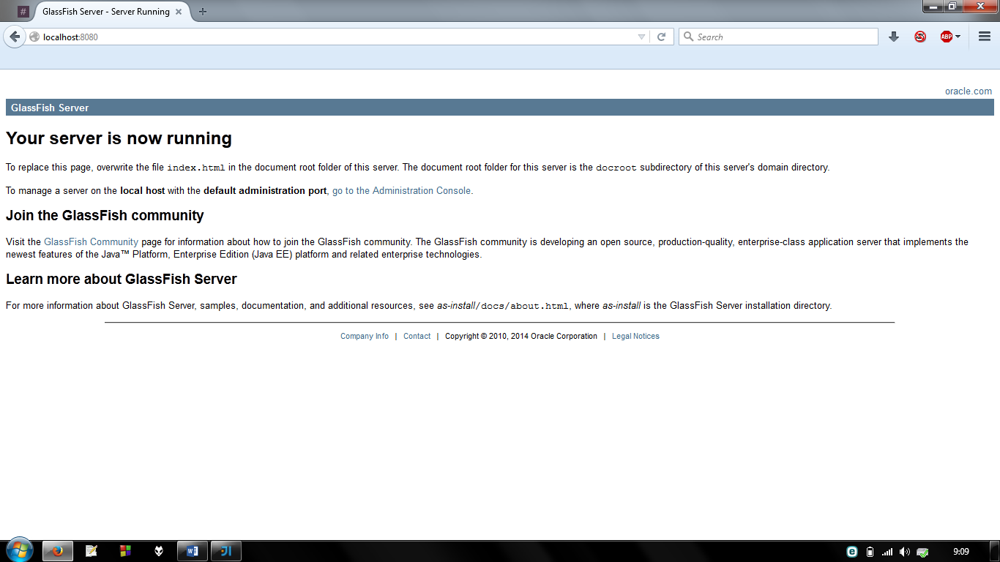 #
GlassFish Server - Server Running
localhost:8080
Search
ABP
oracle.com
GlassFish Server
Your server is now running
To replace this page, overwrite the file index.html in the document root folder of this server. The document root folder for this server is the docroot subdirectory of this server's domain directory.
To manage a server on the local host with the default administration port, go to the Administration Console.
Join the GlassFish community
Visit the GlassFish Community page for information about how to join the GlassFish community. The GlassFish community is developing an open source, production-quality, enterprise-class application server that implements the
newest features of the Java™ Platform, Enterprise Edition (Java EE) platform and related enterprise technologies.
Learn more about GlassFish Server
For more information about GlassFish Server, samples, documentation, and additional resources, see as-install/docs/about.html, where as-install is the GlassFish Server installation directory.
Company Info | Contact | Copyright © 2010, 2014 Oracle Corporation | Legal Notices
9:09